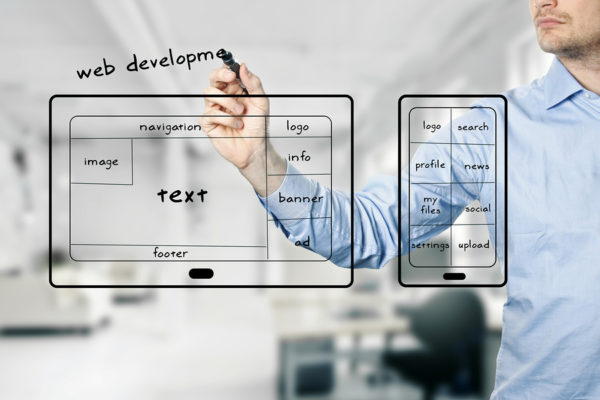 web developme
navigation
logo
image
info
text
banner
ad
footer
logo
search
profile
news
my
files
social
settings
upload